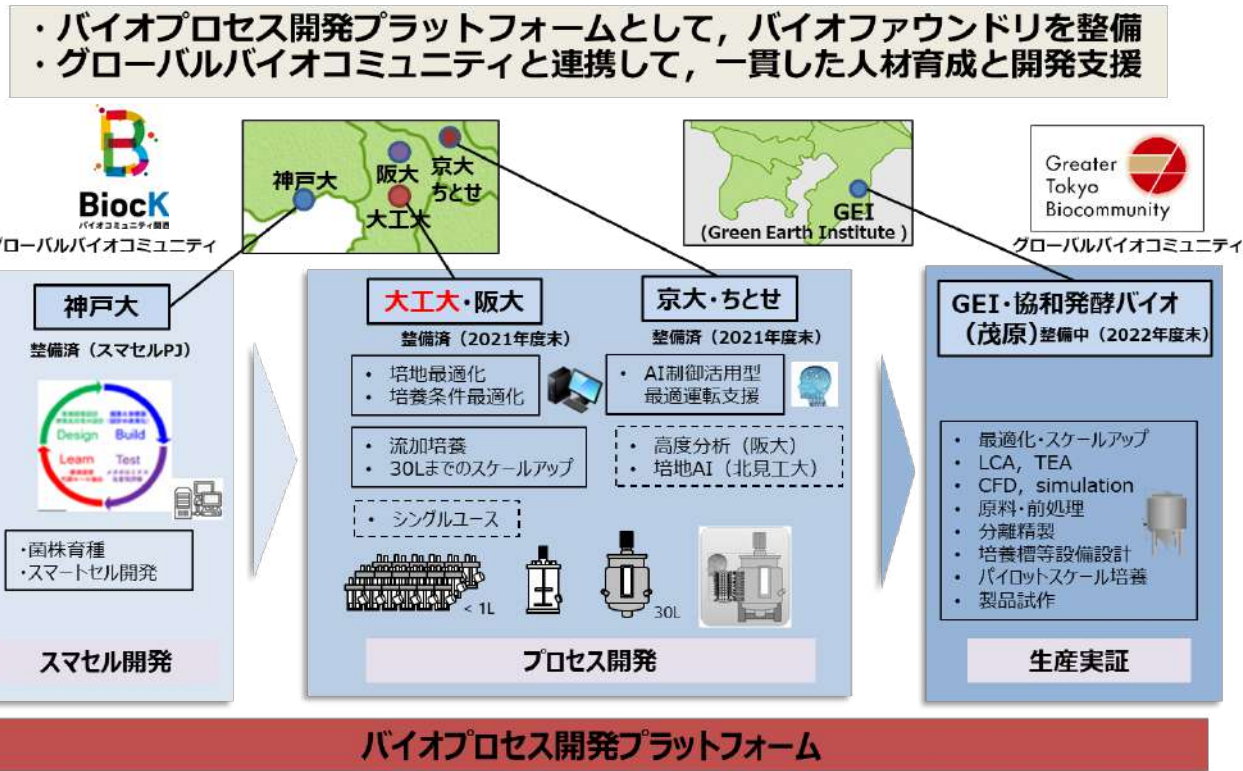 ・バイオプロセス開発プラットフォームとして，バイオファウンドリを整備
・グローバルバイオコミュニティと連携して，一貫した人材育成と開発支援
BiocK
バイオコミュニティ関西
グローバルバイオコミュニティ
神戸大
阪大
京大
ちとせ
大工大
GEI
(Green Earth Institute )
Greater
Tokyo
Biocommunity
グローバルバイオコミュニティ
神戸大
整備済（スマセルPJ）
Design
Build
Learn
Test
・菌株育種
・スマートセル開発
スマセル開発
大工大・阪大
整備済（2021年度末）
• 培地最適化
• 培養条件最適化
• 流加培養
• 30Lまでのスケールアップ
• シングルユース
< 1L
30L
京大・ちとせ
整備済（2021年度末）
• AI制御活用型
最適運転支援
• 高度分析（阪大）
• 培地AI（北見工大）
プロセス開発
GEI・協和発酵バイオ
（茂原）整備中（2022年度末）
• 最適化・スケールアップ
• LCA，TEA
• CFD，simulation
• 原料・前処理
• 分離精製
• 培養槽等設備設計
• パイロットスケール培養
• 製品試作
生産実証
バイオプロセス開発プラットフォーム